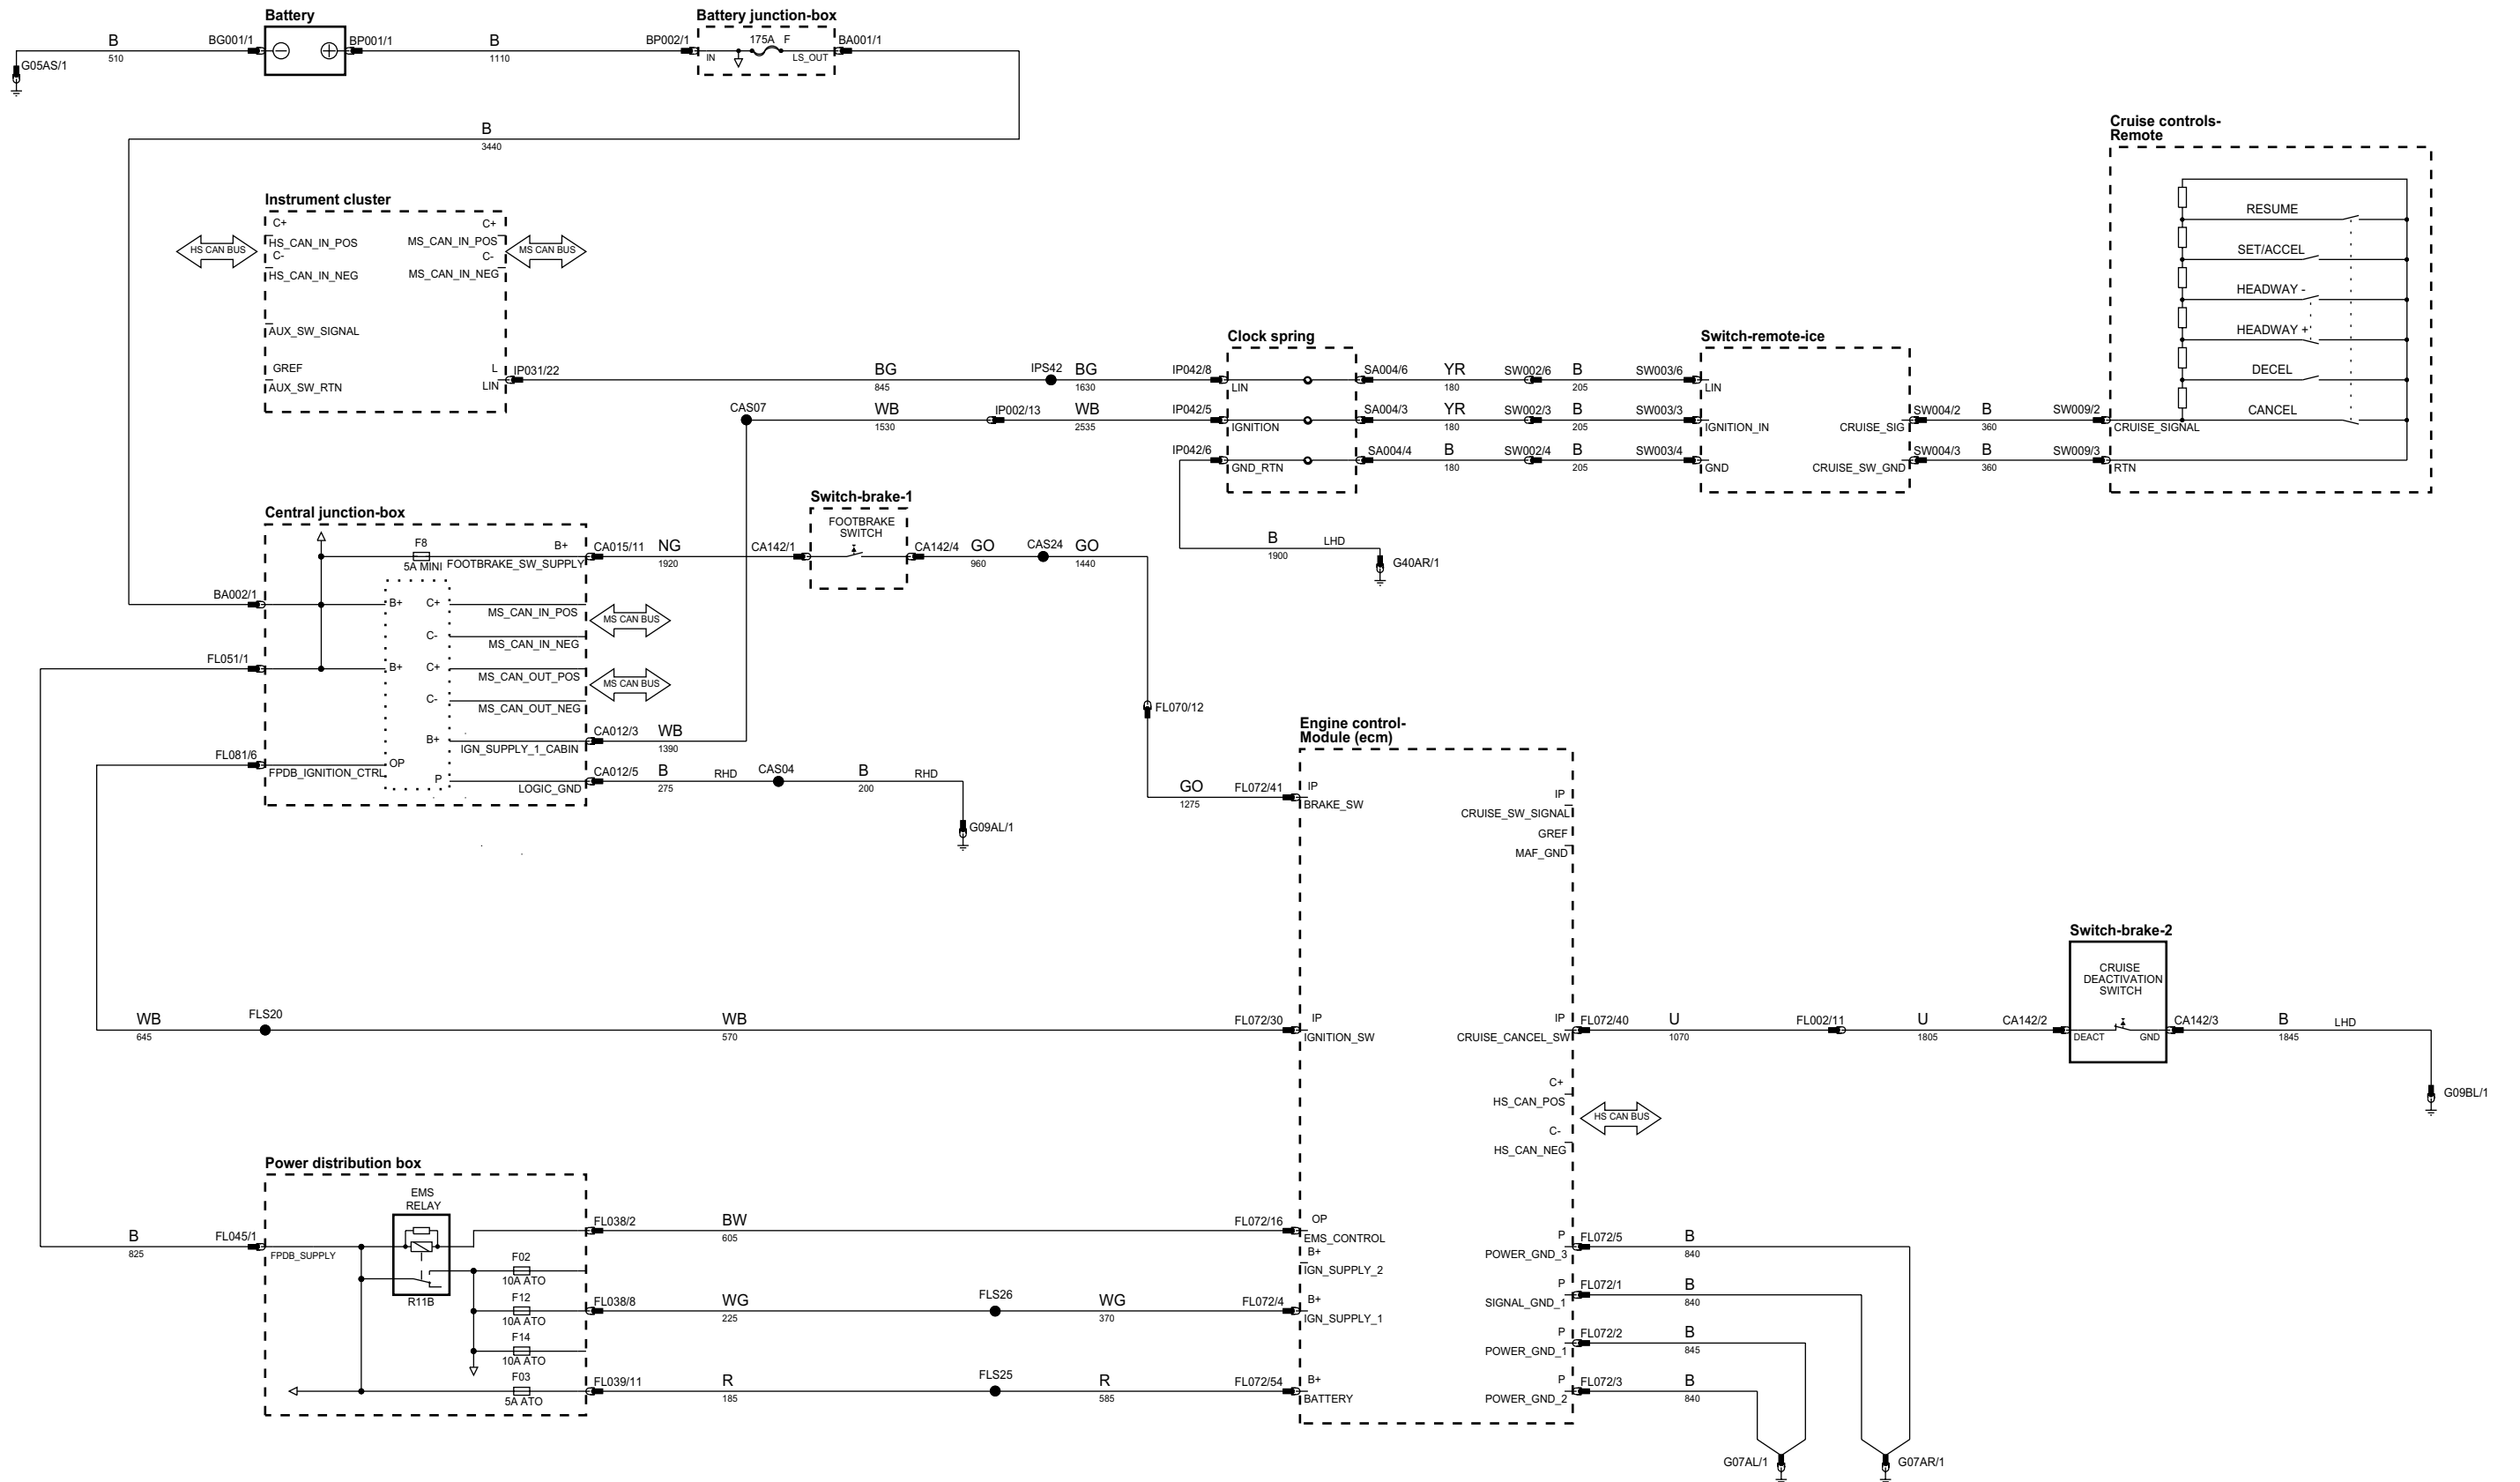 Battery
Battery junction-box
B
510
BG001/1
BP001/1
B
1110
BP002/1
175A F
IN
LS_OUT
BA001/1
G05AS/1
B
3440
Cruise controls-
Remote
RESUME
SET/ACCEL
HEADWAY -
HEADWAY +
DECEL
CANCEL
CRUISE_SIGNAL
RTN
Instrument cluster
C+
HS_CAN_IN_POS
C-
HS_CAN_IN_NEG
C+
MS_CAN_IN_POS
C-
MS_CAN_IN_NEG
HS CAN BUS
MS CAN BUS
AUX_SW_SIGNAL
GREF
AUX_SW_RTN
L
LIN
IP031/22
BG
845
IPS42
BG
1630
IP042/8
CAS07
WB
1530
IP002/13
WB
2535
IP042/5
IP042/6
Clock spring
LIN
IGNITION
GND_RTN
SA004/6
YR
180
SW002/6
B
205
SW003/6
SA004/3
YR
180
SW002/3
B
205
SW003/3
SA004/4
B
180
SW002/4
B
205
SW003/4
Switch-remote-ice
LIN
IGNITION_IN
GND
CRUISE_SIG
CRUISE_SW_GND
SW004/2
B
360
SW009/2
SW004/3
B
360
SW009/3
B
1900
LHD
G40AR/1
Central junction-box
F8
5A MINI
B+
FOOTBRAKE_SW_SUPPLY
CA015/11
NG
1920
CA142/1
Switch-brake-1
FOOTBRAKE
SWITCH
CA142/4
GO
960
CAS24
GO
1440
BA002/1
B+
C+
MS_CAN_IN_POS
C-
MS_CAN_IN_NEG
MS CAN BUS
FL051/1
B+
C+
MS_CAN_OUT_POS
C-
MS_CAN_OUT_NEG
MS CAN BUS
B+
IGN_SUPPLY_1_CABIN
CA012/3
WB
1390
FL081/6
FPDB_IGNITION_CTRL
OP
P
LOGIC_GND
CA012/5
B
275
RHD
CAS04
B
200
RHD
G09AL/1
FL070/12
Engine control-
Module (ecm)
GO
1275
FL072/41
IP
BRAKE_SW
IP
CRUISE_SW_SIGNAL
GREF
MAF_GND
WB
645
FLS20
WB
570
FL072/30
IP
IGNITION_SW
IP
CRUISE_CANCEL_SW
FL072/40
U
1070
FL002/11
U
1805
CA142/2
Switch-brake-2
CRUISE
DEACTIVATION
SWITCH
DEACT
GND
CA142/3
B
1845
LHD
G09BL/1
C+
HS_CAN_POS
C-
HS_CAN_NEG
HS CAN BUS
Power distribution box
EMS
RELAY
R11B
B
825
FL045/1
FPDB_SUPPLY
F02
10A ATO
F12
10A ATO
F14
10A ATO
F03
5A ATO
FL038/2
BW
605
FL072/16
OP
EMS_CONTROL
B+
IGN_SUPPLY_2
FL038/8
WG
225
FLS26
WG
370
FL072/4
B+
IGN_SUPPLY_1
FL039/11
R
185
FLS25
R
585
FL072/54
B+
BATTERY
P
POWER_GND_3
FL072/5
B
840
P
SIGNAL_GND_1
FL072/1
B
840
P
POWER_GND_1
FL072/2
B
845
P
POWER_GND_2
FL072/3
B
840
G07AL/1
G07AR/1